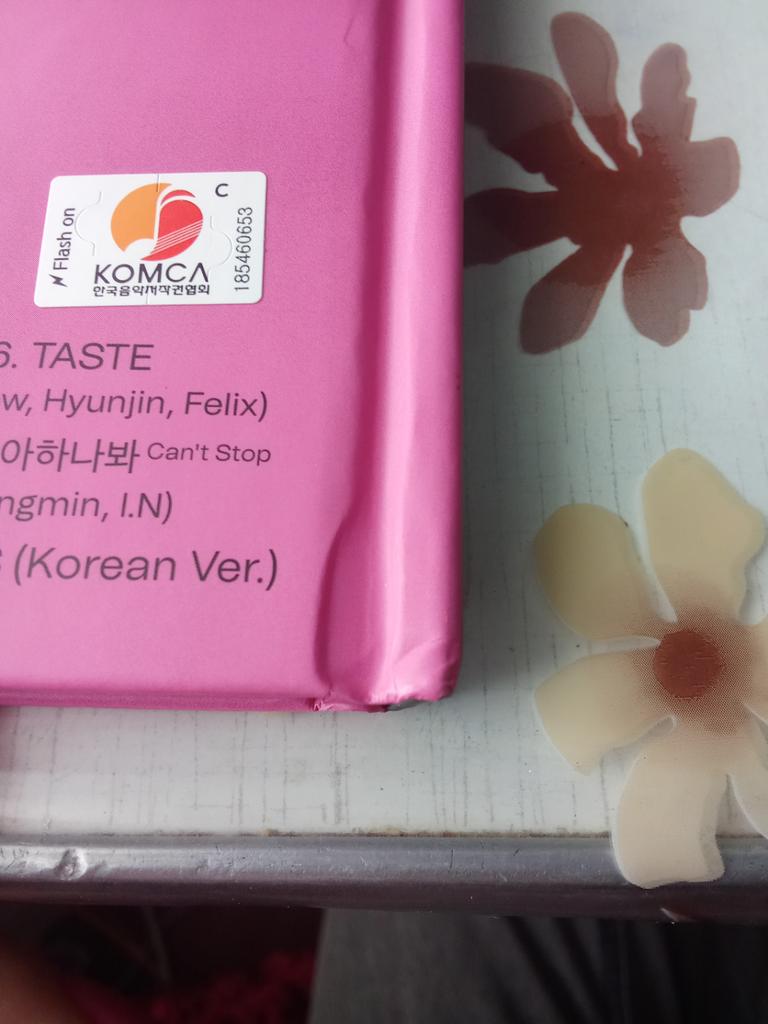 Flash on
C
KOMCA
한국음악저작권협회
185460653
6. TASTE
w, Hyunjin, Felix)
아하나봐 Can't Stop
ngmin, I.N)
(Korean Ver.)